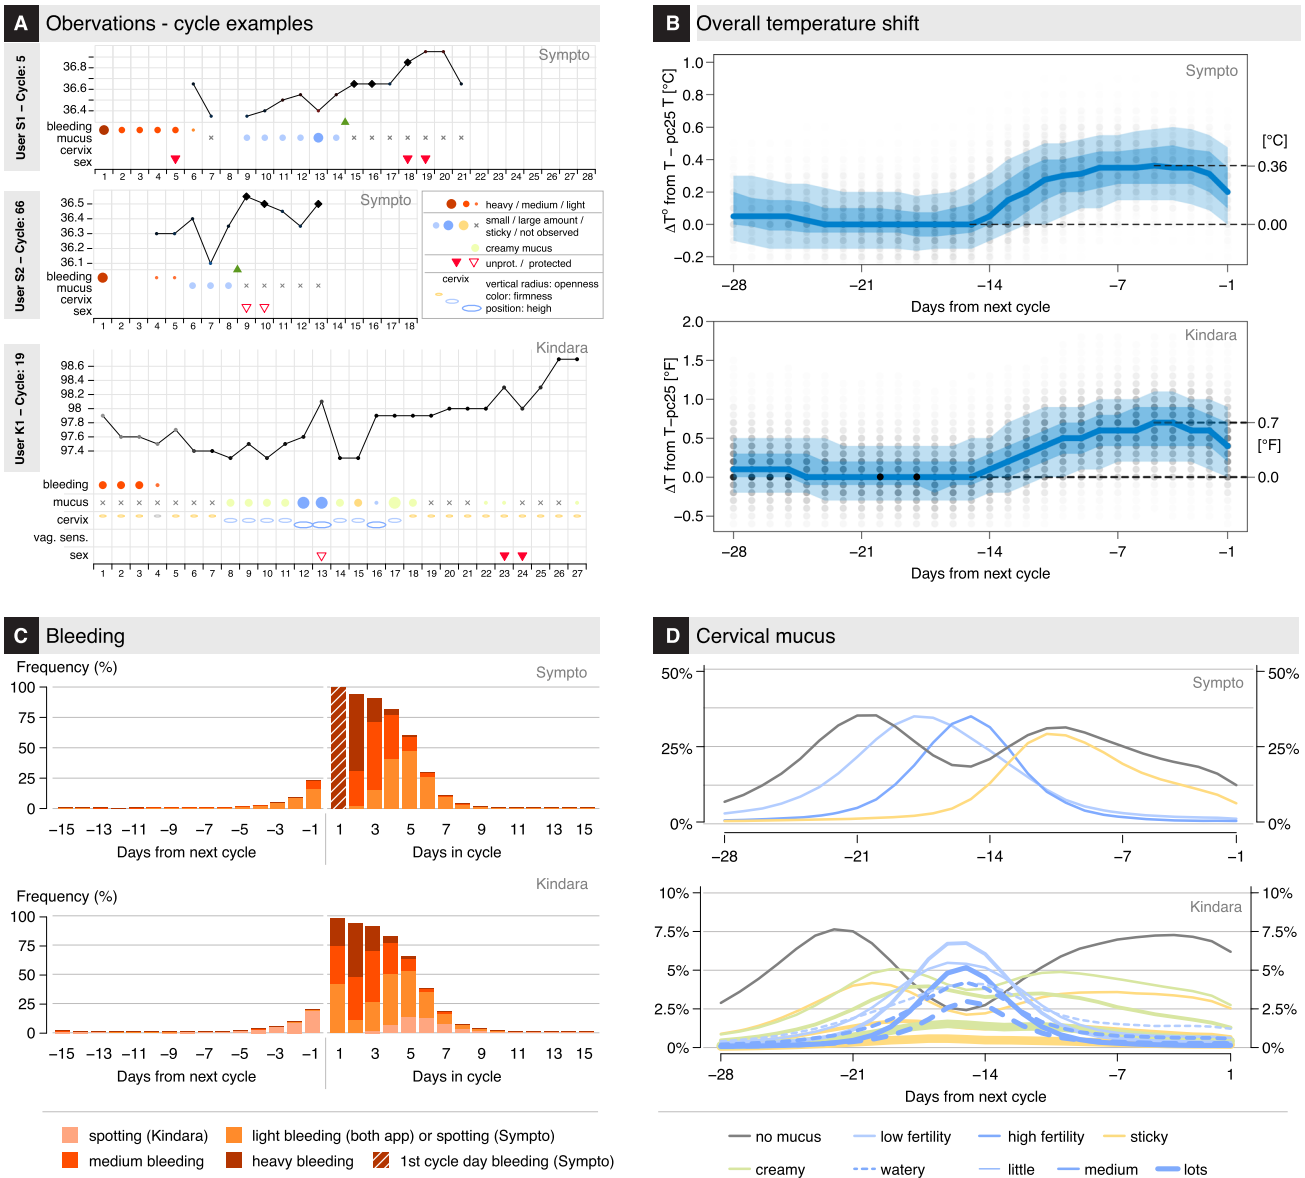 A Obervations - cycle examples
User S1 – Cycle: 5
Sympto
36.8
36.6
36.4
bleeding
mucus
cervix
sex
1 2 3 4 5 6 7 8 9 10 11 12 13 14 15 16 17 18 19 20 21 22 23 24 25 26 27 28
User S2 – Cycle: 66
Sympto
36.5
36.4
36.3
36.2
36.1
bleeding
mucus
cervix
sex
1 2 3 4 5 6 7 8 9 10 11 12 13 14 15 16 17 18
heavy / medium / light
small / large amount /
sticky / not observed
creamy mucus
unprot. / protected
cervix
vertical radius: openness
color: firmness
position: heigh
User K1 – Cycle: 19
Kindara
98.6
98.4
98.2
98
97.8
97.6
97.4
bleeding
mucus
cervix
vag. sens.
sex
1 2 3 4 5 6 7 8 9 10 11 12 13 14 15 16 17 18 19 20 21 22 23 24 25 26 27
B Overall temperature shift
Sympto
ΔT° from T – pc25 T [°C]
1.0
0.8
0.6
0.4
0.2
0.0
−0.2
[°C]
0.36
0.00
−28 −21 −14 −7 −1
Days from next cycle
Kindara
ΔT from T−pc25 [°F]
2.0
1.5
1.0
0.5
0.0
−0.5
0.7
[°F]
0.0
−28 −21 −14 −7 −1
Days from next cycle
C Bleeding
Frequency (%)
Sympto
100
75
50
25
0
−15 −13 −11 −9 −7 −5 −3 −1 1 3 5 7 9 11 13 15
Days from next cycle Days in cycle
Frequency (%)
Kindara
100
75
50
25
0
−15 −13 −11 −9 −7 −5 −3 −1 1 3 5 7 9 11 13 15
Days from next cycle Days in cycle
spotting (Kindara) light bleeding (both app) or spotting (Sympto)
medium bleeding heavy bleeding 1st cycle day bleeding (Sympto)
D Cervical mucus
Sympto
50% 50%
25% 25%
0% 0%
−28 −21 −14 −7 −1
Kindara
10% 10%
7.5% 7.5%
5% 5%
2.5% 2.5%
0% 0%
−28 −21 −14 −7 1
Days from next cycle
no mucus low fertility high fertility sticky
creamy watery little medium lots